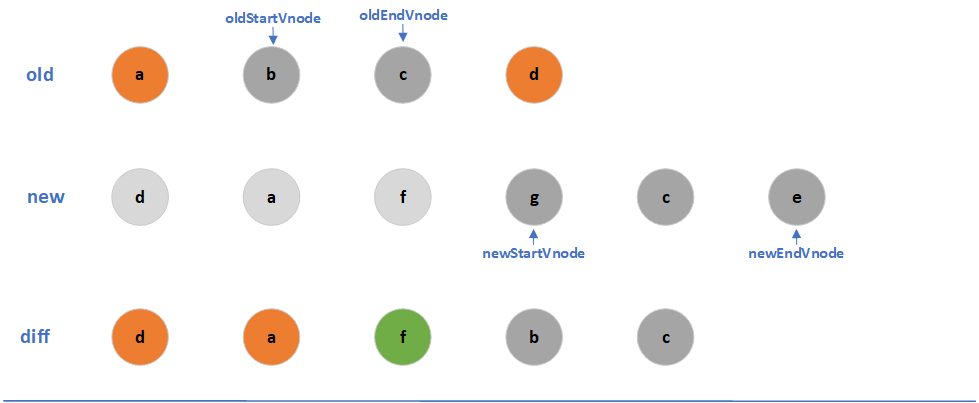 oldStartVnode oldEndVnode
old a b c d
new d a f g c e
newStartVnode newEndVnode
diff d a f b c